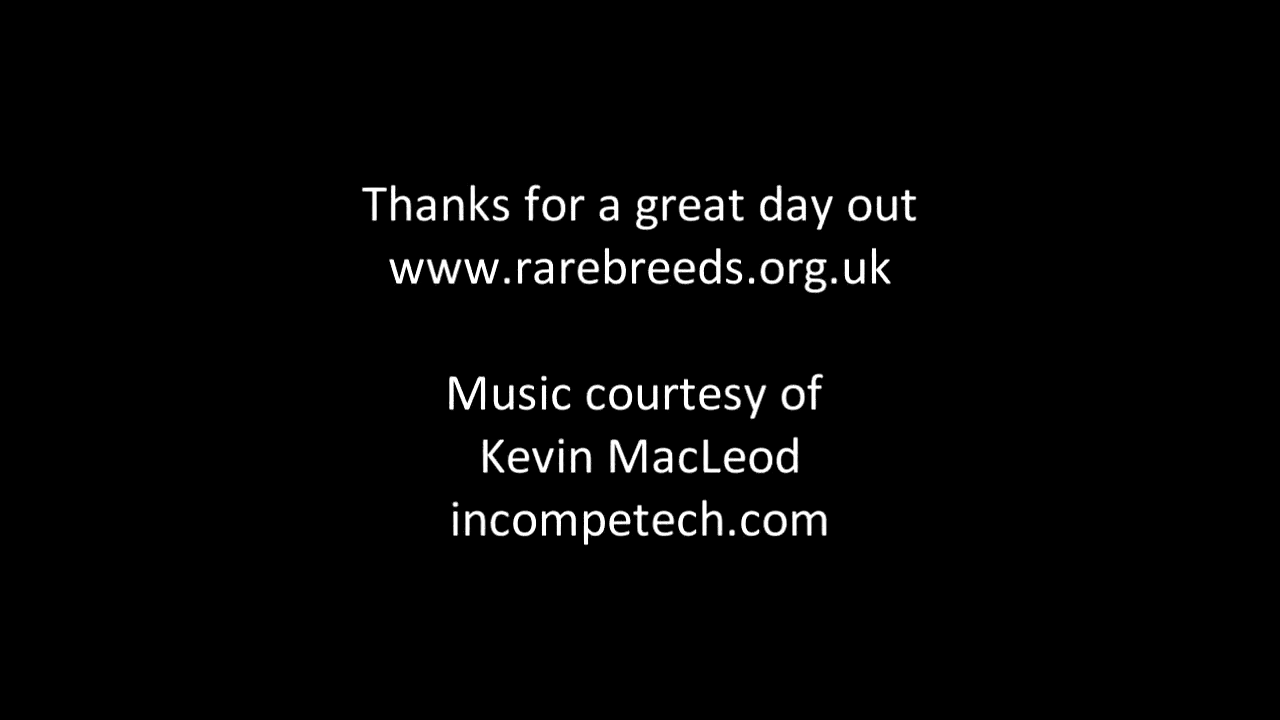 Thanks for a great day out
www.rarebreeds.org.uk
Music courtesy of
Kevin MacLeod
incompetech.com